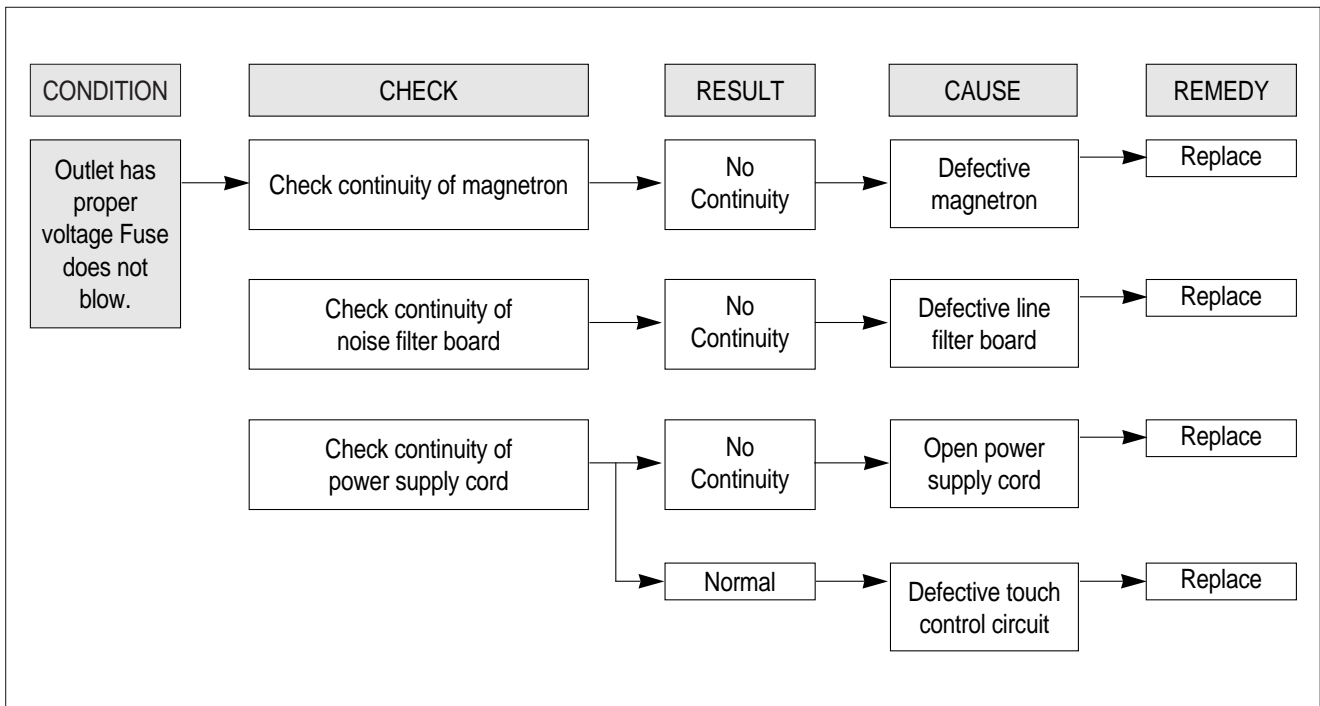 CONDITION
CHECK
RESULT
CAUSE
REMEDY
Outlet has
proper
voltage Fuse
does not
blow.
Check continuity of magnetron
No
Continuity
Defective
magnetron
Replace
Check continuity of
noise filter board
No
Continuity
Defective line
filter board
Replace
Check continuity of
power supply cord
No
Continuity
Open power
supply cord
Replace
Normal
Defective touch
control circuit
Replace